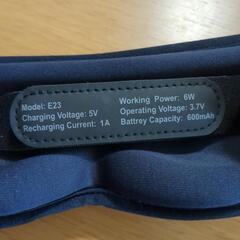 Model: E23
Charging Voltage: 5V
Recharging Current: 1A
Working Power: 6W
Operating Voltage: 3.7V
Battrey Capacity: 600mAh